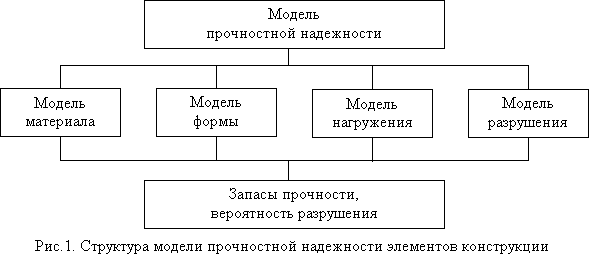 Модель
прочностной надежности
Модель
материала
Модель
формы
Модель
нагружения
Модель
разрушения
Запасы прочности,
вероятность разрушения
Рис.1. Структура модели прочностной надежности элементов конструкции